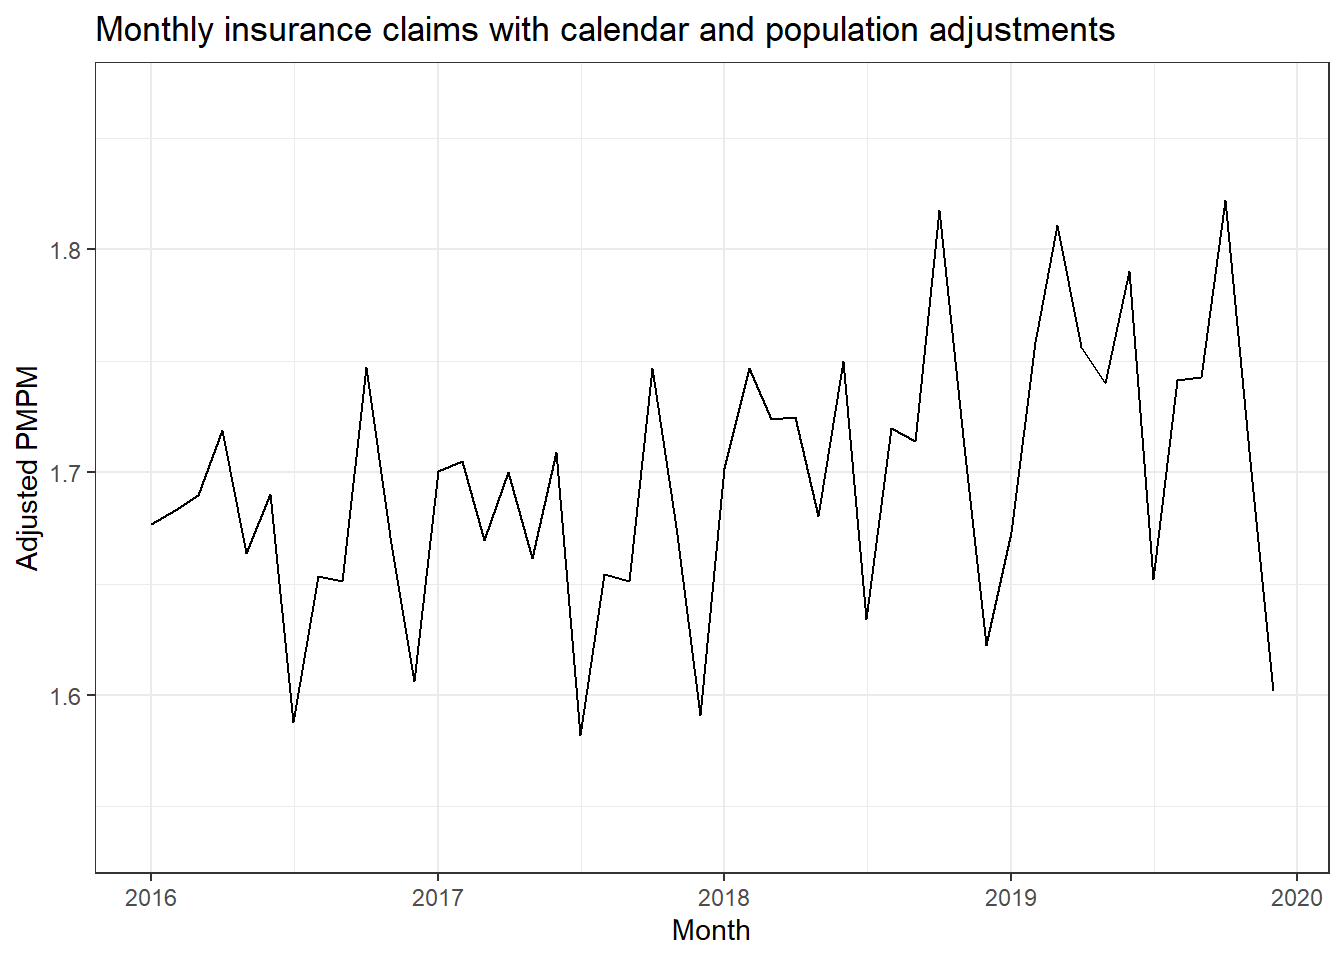 Monthly insurance claims with calendar and population adjustments
Adjusted PMPM
1.8
1.7
1.6
2016 2017 2018 2019 2020
Month